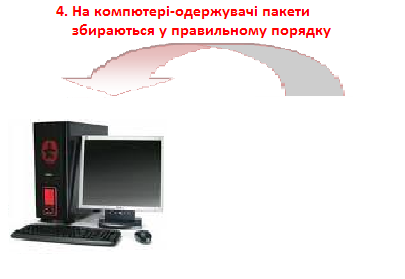 4. На компютері-одержувачі пакети
збираються у правильному порядку